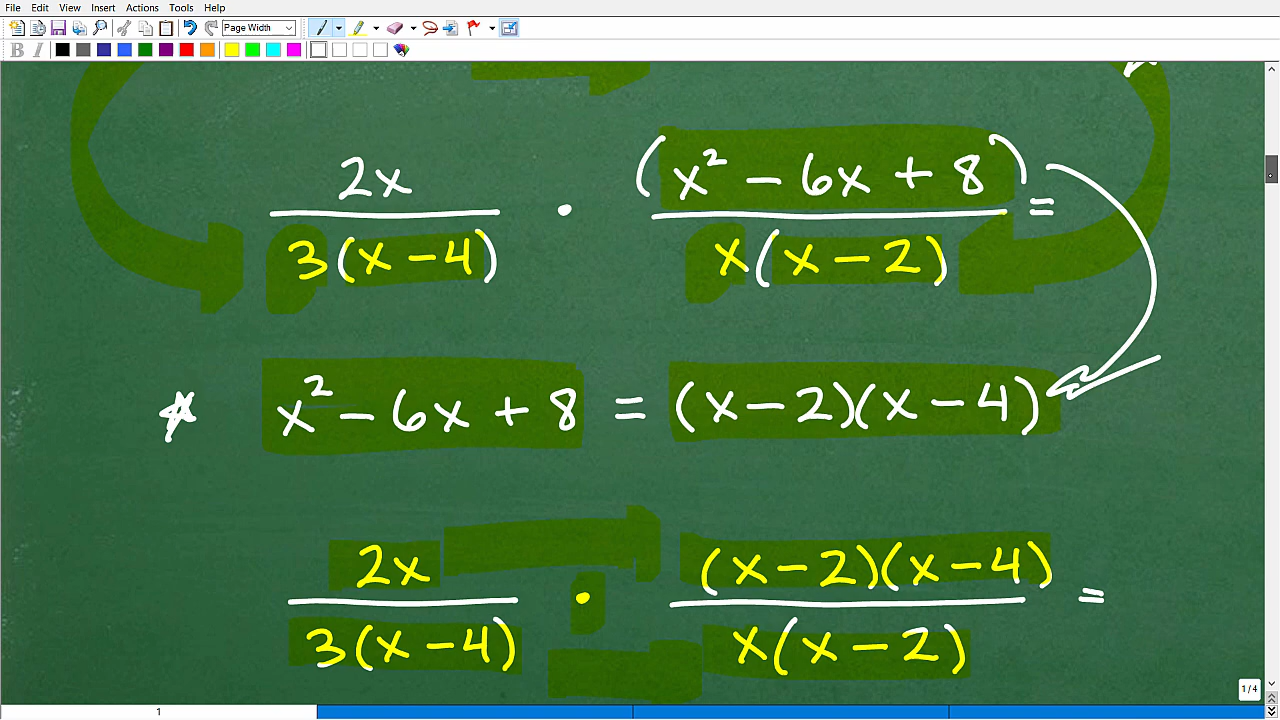 File Edit View Insert Actions Tools Help
Page Width
B I
2x / 3(x - 4) · (x² - 6x + 8) / x(x - 2) =
x² - 6x + 8 = (x - 2)(x - 4)
2x / 3(x - 4) · (x - 2)(x - 4) / x(x - 2) =
1/4
1